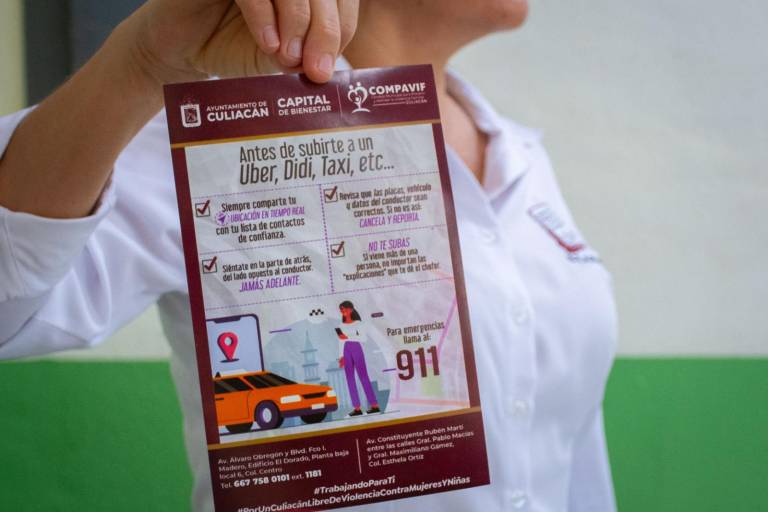 AYUNTAMIENTO DE
CULIACÁN
CAPITAL
DE BIENESTAR
COMPAVIF
CULIACÁN
Antes de subirte a un
Uber, Didi, Taxi, etc...
Siempre comparte tu
UBICACIÓN EN TIEMPO REAL
con tu lista de contactos
de confianza.
Revisa que las placas, vehículo
y datos del conductor sean
correctos. Si no es así:
CANCELA Y REPORTA.
Siéntate en la parte de atrás,
del lado opuesto al conductor.
JAMÁS ADELANTE.
NO TE SUBAS
Si viene más de una
persona, no importan las
"explicaciones" que te dé el chofer.
Para emergencias
llama al:
911
Av. Álvaro Obregón y Blvd. Fco I.
Madero, Edificio El Dorado, Planta baja
local 6, Col. Centro
Tel. 667 758 0101 ext. 1181
Av. Constituyente Rubén Martí
entre las calles Gral. Pablo Macías
y Gral. Maximiliano Gámez,
Col. Esthela Ortiz
#TrabajandoParaTi
#PorUnCuliacánLibreDeViolenciaContraMujeresYNiñas